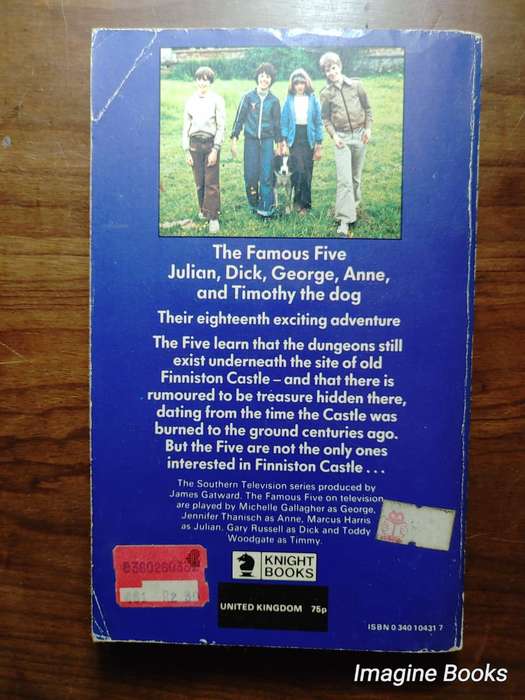 The Famous Five
Julian, Dick, George, Anne,
and Timothy the dog
Their eighteenth exciting adventure
The Five learn that the dungeons still
exist underneath the site of old
Finniston Castle – and that there is
rumoured to be treasure hidden there,
dating from the time the Castle was
burned to the ground centuries ago.
But the Five are not the only ones
interested in Finniston Castle ...
The Southern Television series produced by
James Gatward. The Famous Five on television
are played by Michelle Gallagher as George,
Jennifer Thanisch as Anne, Marcus Harris
as Julian, Gary Russell as Dick and Toddy
Woodgate as Timmy.
KNIGHT
BOOKS
UNITED KINGDOM 75p
ISBN 0 340 10431 7
Imagine Books